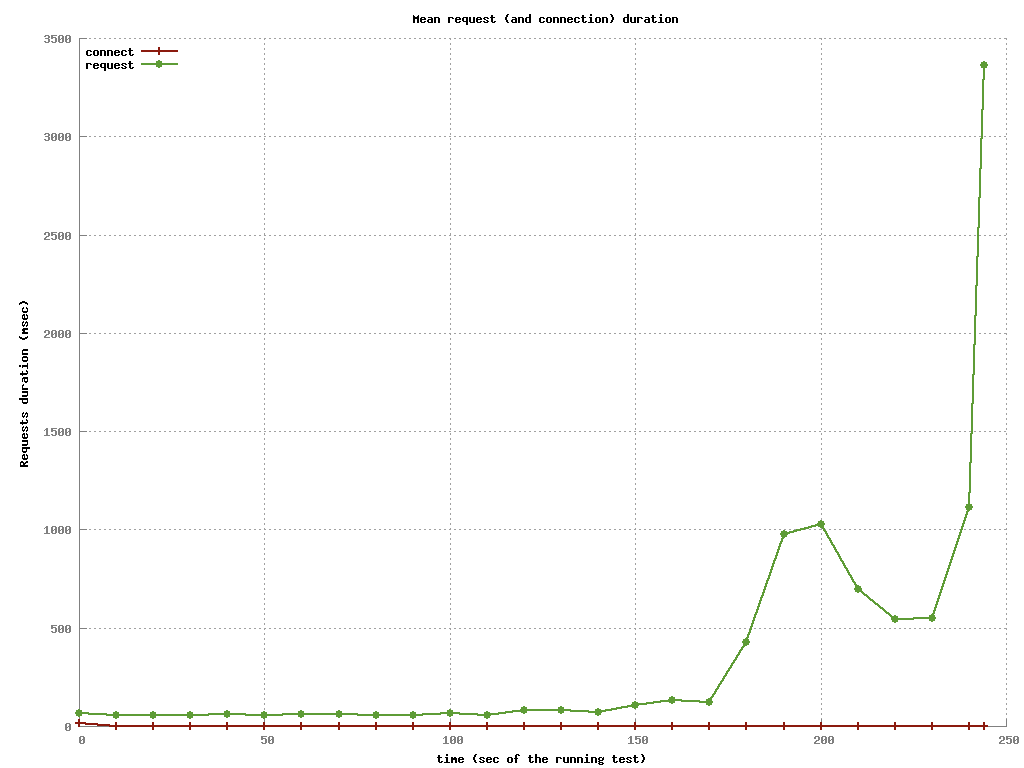 Mean request (and connection) duration
3500
connect
request
3000
2500
2000
1500
1000
500
0
0 50 100 150 200 250
Requests duration (msec)
time (sec of the running test)